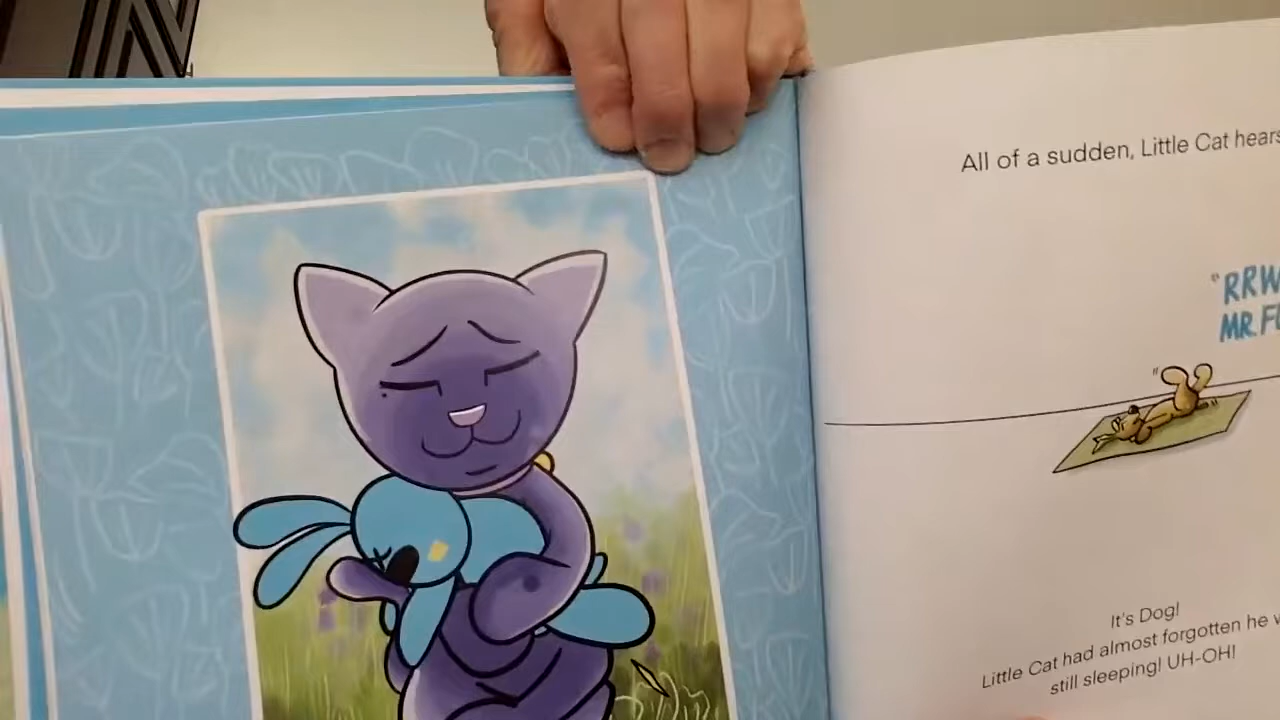 All of a sudden, Little Cat hears
"RRW
MR. FL
It's Dog!
Little Cat had almost forgotten he w
still sleeping! UH-OH!